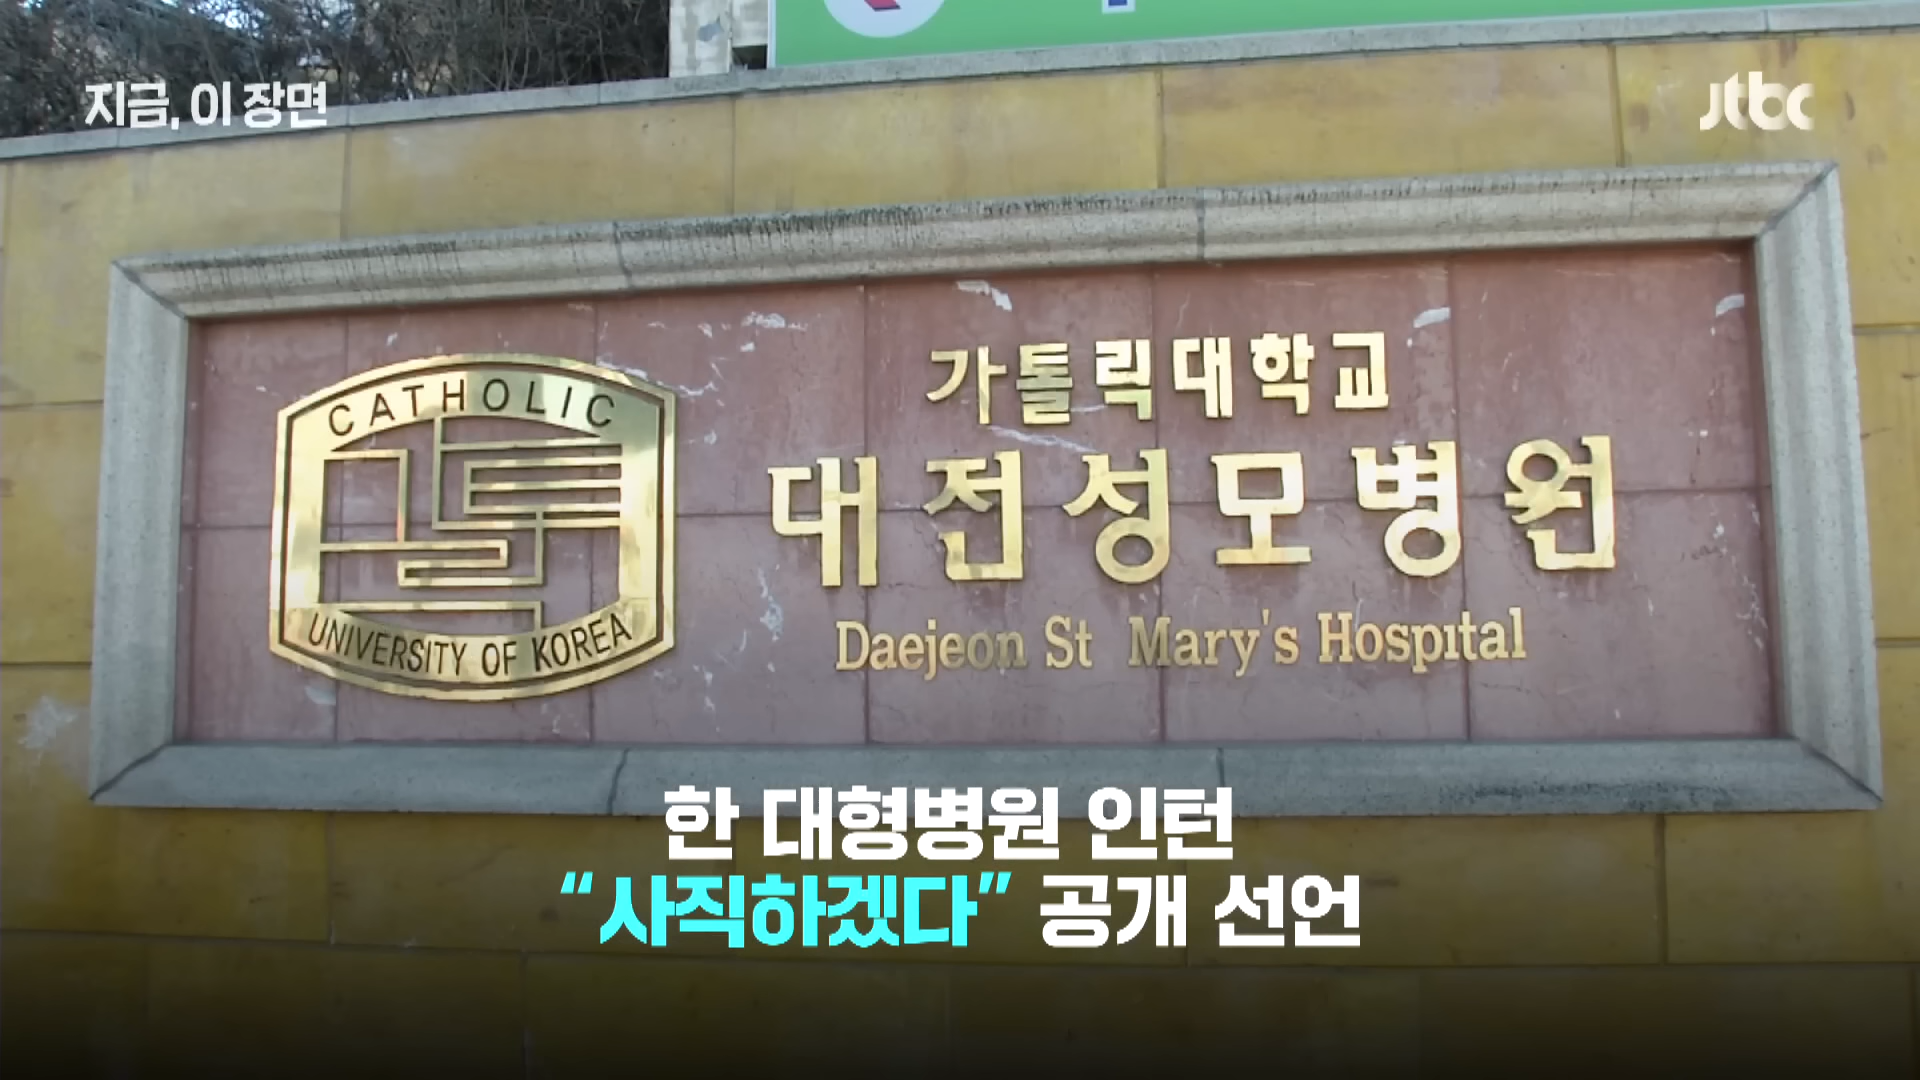 지금, 이 장면
jtbc
CATHOLIC
UNIVERSITY OF KOREA
가톨릭대학교
대전성모병원
Daejeon St Mary's Hospital
한 대형병원 인턴
“사직하겠다” 공개 선언